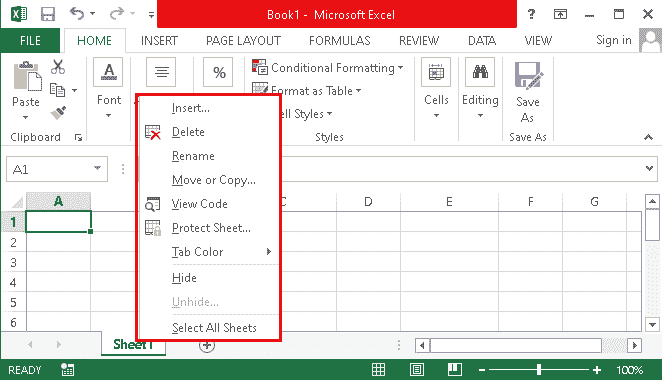 Book1 - Microsoft Excel
FILE HOME INSERT PAGE LAYOUT FORMULAS REVIEW DATA VIEW Sign in
Paste
Font
Conditional Formatting
Format as Table
ell Styles
Cells
Editing
Save As
Clipboard
Styles
Save As
Insert...
Delete
Rename
Move or Copy...
View Code
Protect Sheet...
Tab Color
Hide
Unhide...
Select All Sheets
A1
A C D E F G
1
2
3
4
5
6
Sheet1
READY 100%